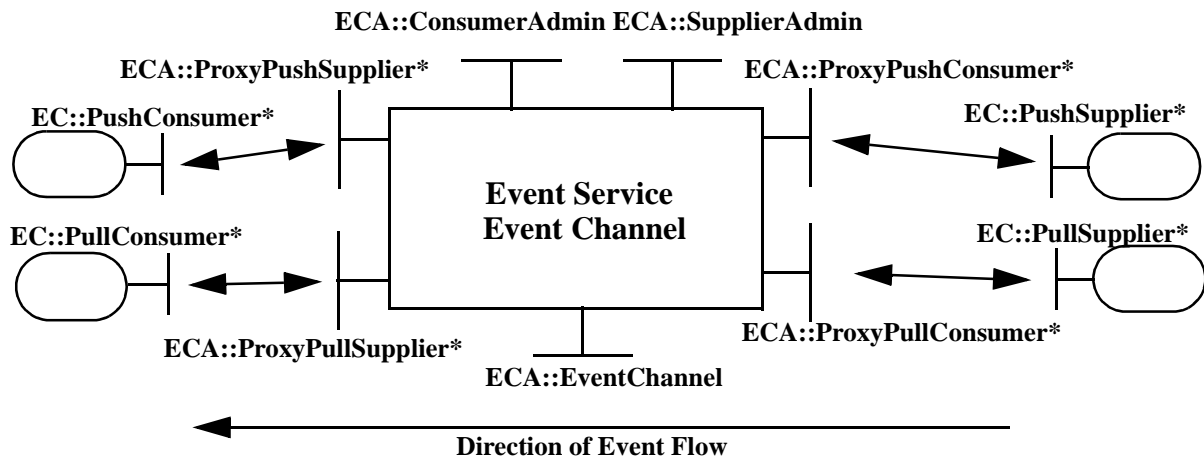 ECA::ConsumerAdmin ECA::SupplierAdmin
ECA::ProxyPushSupplier*
ECA::ProxyPushConsumer*
EC::PushConsumer*
EC::PushSupplier*
Event Service
Event Channel
EC::PullConsumer*
EC::PullSupplier*
ECA::ProxyPullSupplier*
ECA::ProxyPullConsumer*
ECA::EventChannel
Direction of Event Flow